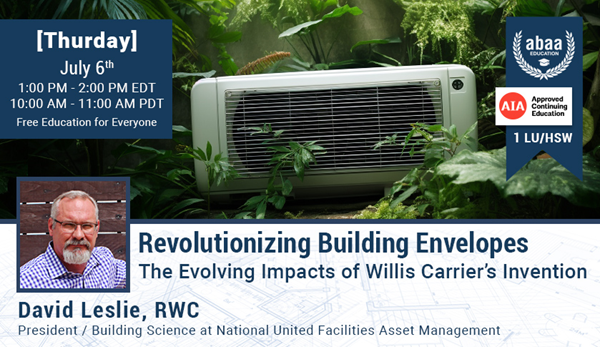 [Thurday]
July 6th
1:00 PM - 2:00 PM EDT
10:00 AM - 11:00 AM PDT
Free Education for Everyone
abaa
EDUCATION
AIA
Approved
Continuing
Education
1 LU/HSW
Revolutionizing Building Envelopes
The Evolving Impacts of Willis Carrier's Invention
David Leslie, RWC
President / Building Science at National United Facilities Asset Management